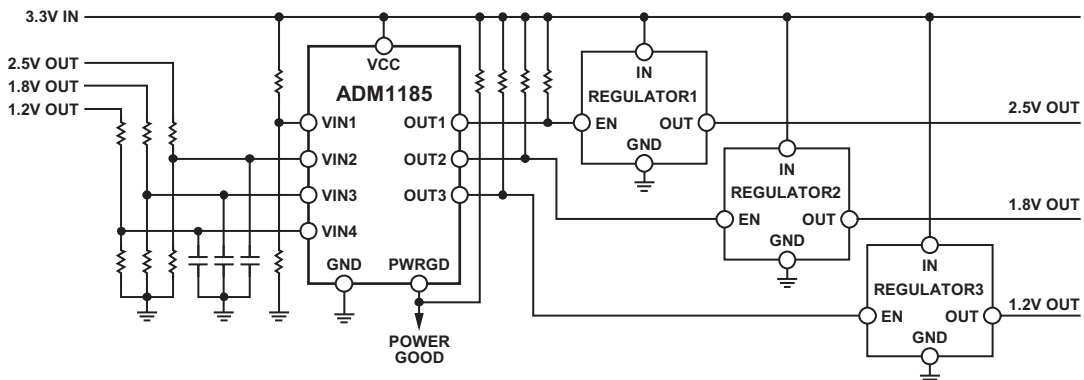 3.3V IN
2.5V OUT
1.8V OUT
1.2V OUT
VCC
ADM1185
VIN1
VIN2
VIN3
VIN4
OUT1
OUT2
OUT3
GND
PWRGD
POWER
GOOD
IN
REGULATOR1
EN
OUT
GND
2.5V OUT
IN
REGULATOR2
EN
OUT
GND
1.8V OUT
IN
REGULATOR3
EN
OUT
GND
1.2V OUT